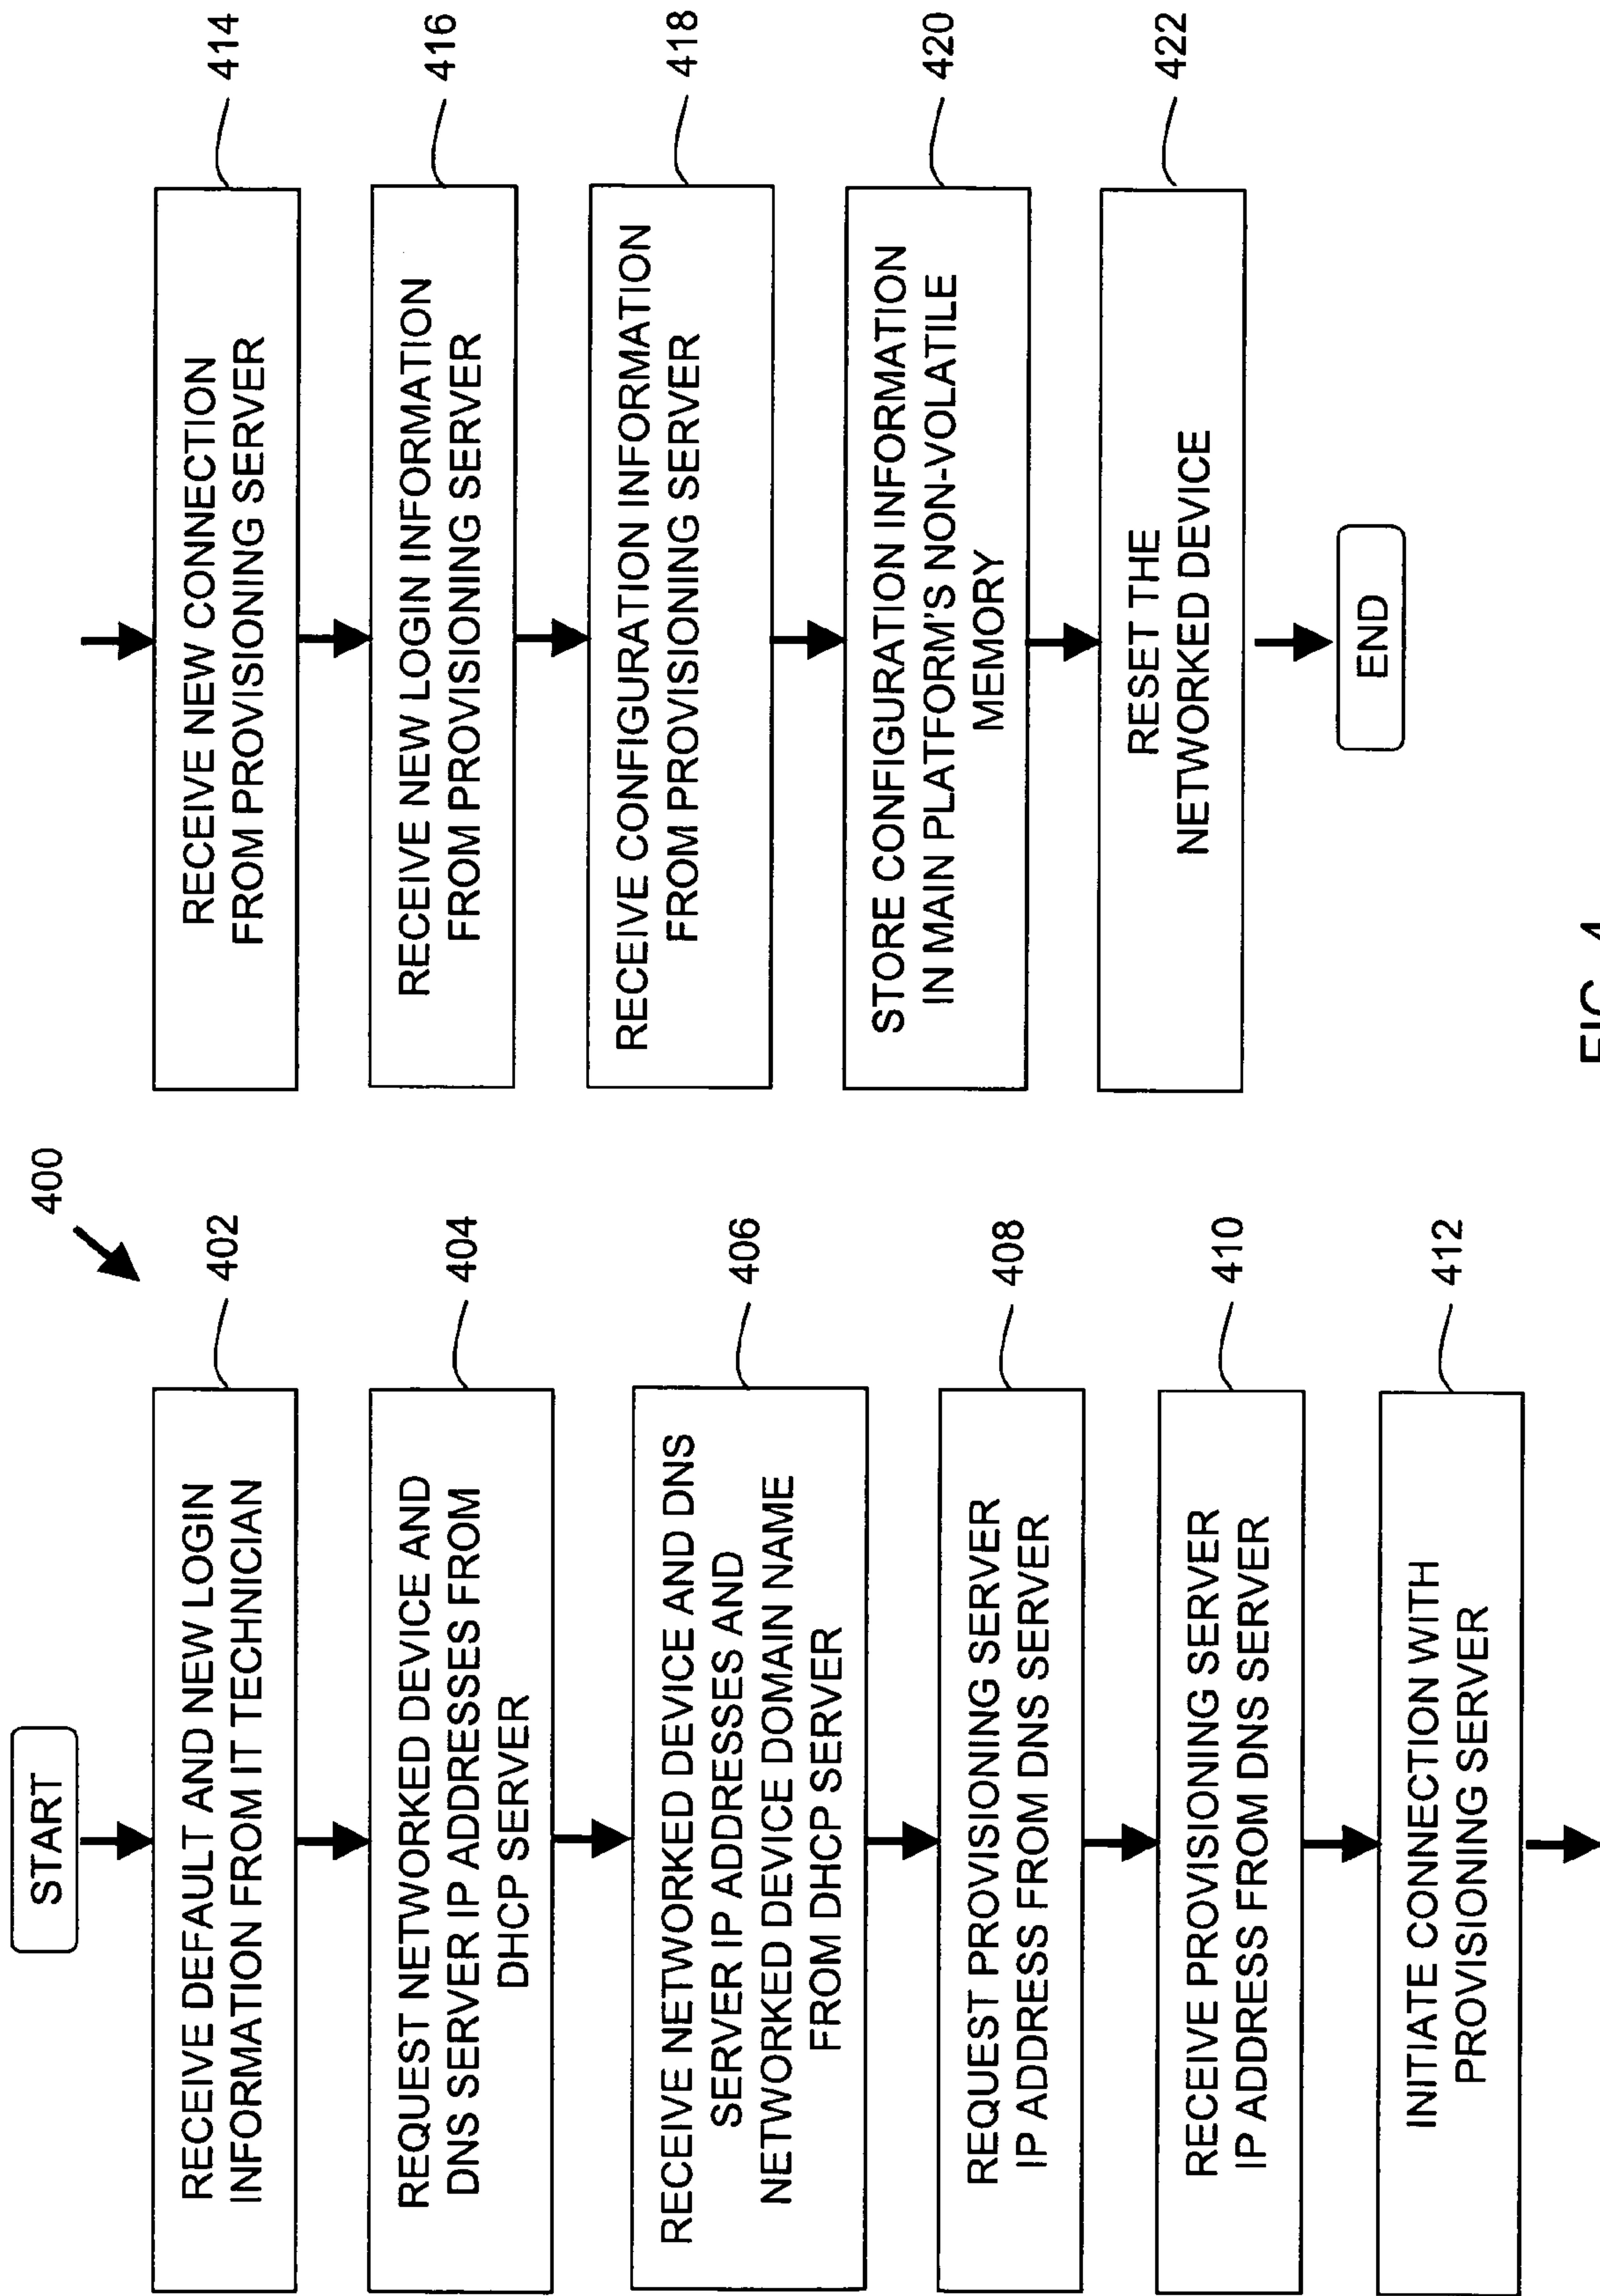 400
START
RECEIVE DEFAULT AND NEW LOGIN
INFORMATION FROM IT TECHNICIAN
402
REQUEST NETWORKED DEVICE AND
DNS SERVER IP ADDRESSES FROM
DHCP SERVER
404
RECEIVE NETWORKED DEVICE AND DNS
SERVER IP ADDRESSES AND
NETWORKED DEVICE DOMAIN NAME
FROM DHCP SERVER
406
REQUEST PROVISIONING SERVER
IP ADDRESS FROM DNS SERVER
408
RECEIVE PROVISIONING SERVER
IP ADDRESS FROM DNS SERVER
410
INITIATE CONNECTION WITH
PROVISIONING SERVER
412
RECEIVE NEW CONNECTION
FROM PROVISIONING SERVER
414
RECEIVE NEW LOGIN INFORMATION
FROM PROVISIONING SERVER
416
RECEIVE CONFIGURATION INFORMATION
FROM PROVISIONING SERVER
418
STORE CONFIGURATION INFORMATION
IN MAIN PLATFORM'S NON-VOLATILE
MEMORY
420
RESET THE
NETWORKED DEVICE
422
END
FIG. 4